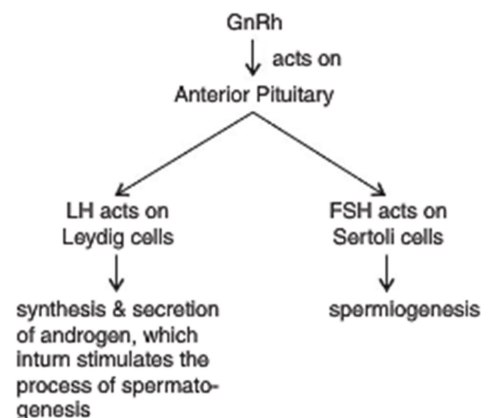 GnRh
acts on
Anterior Pituitary
LH acts on
Leydig cells
FSH acts on
Sertoli cells
synthesis & secretion
of androgen, which
inturn stimulates the
process of spermato-
genesis
spermiogenesis